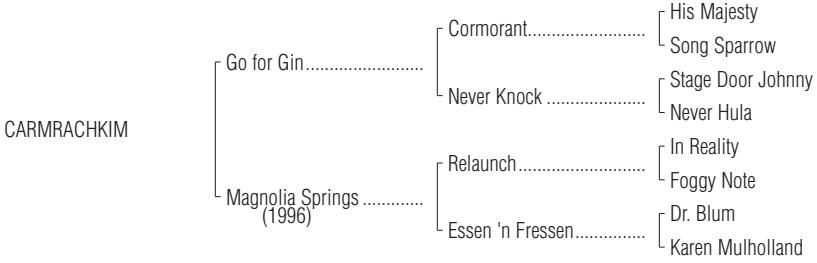 His Majesty
Cormorant........................
Song Sparrow
Go for Gin........................
Stage Door Johnny
Never Knock ....................
Never Hula
CARMRACHKIM
In Reality
Relaunch..........................
Foggy Note
Magnolia Springs .............
(1996)
Dr. Blum
Essen 'n Fressen...............
Karen Mulholland